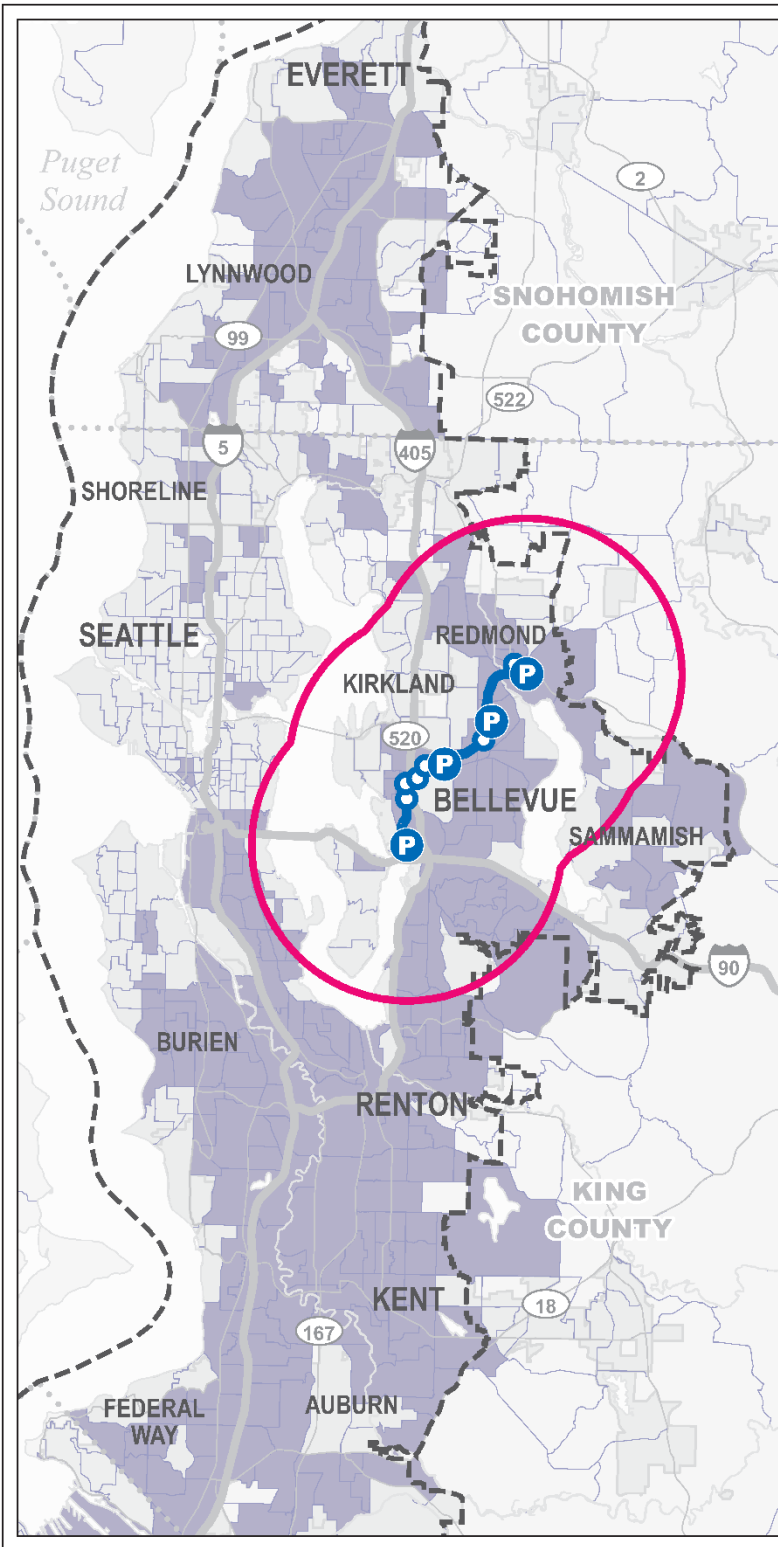 EVERETT
Puget
Sound
2
LYNNWOOD
SNOHOMISH
COUNTY
99
522
5
405
SHORELINE
SEATTLE
REDMOND
KIRKLAND
P
P
520
P
BELLEVUE
P
SAMMAMISH
90
BURIEN
RENTON
KING
COUNTY
KENT
18
167
FEDERAL
WAY
AUBURN